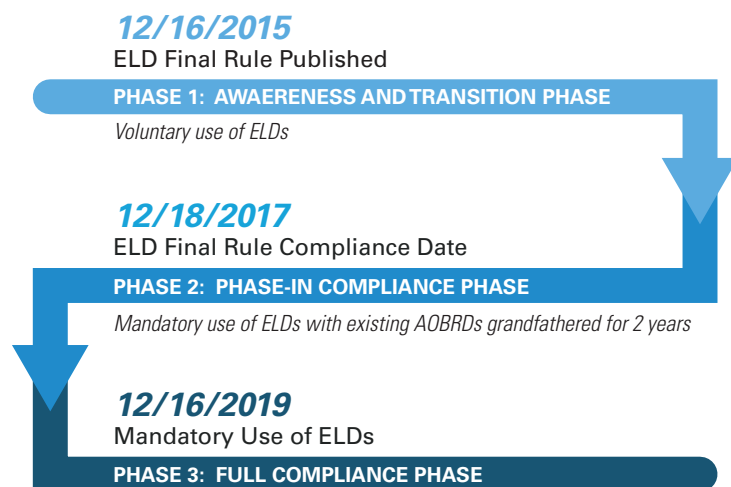 12/16/2015
ELD Final Rule Published
PHASE 1: AWAERENESS AND TRANSITION PHASE
Voluntary use of ELDs
12/18/2017
ELD Final Rule Compliance Date
PHASE 2: PHASE-IN COMPLIANCE PHASE
Mandatory use of ELDs with existing AOBRDs grandfathered for 2 years
12/16/2019
Mandatory Use of ELDs
PHASE 3: FULL COMPLIANCE PHASE